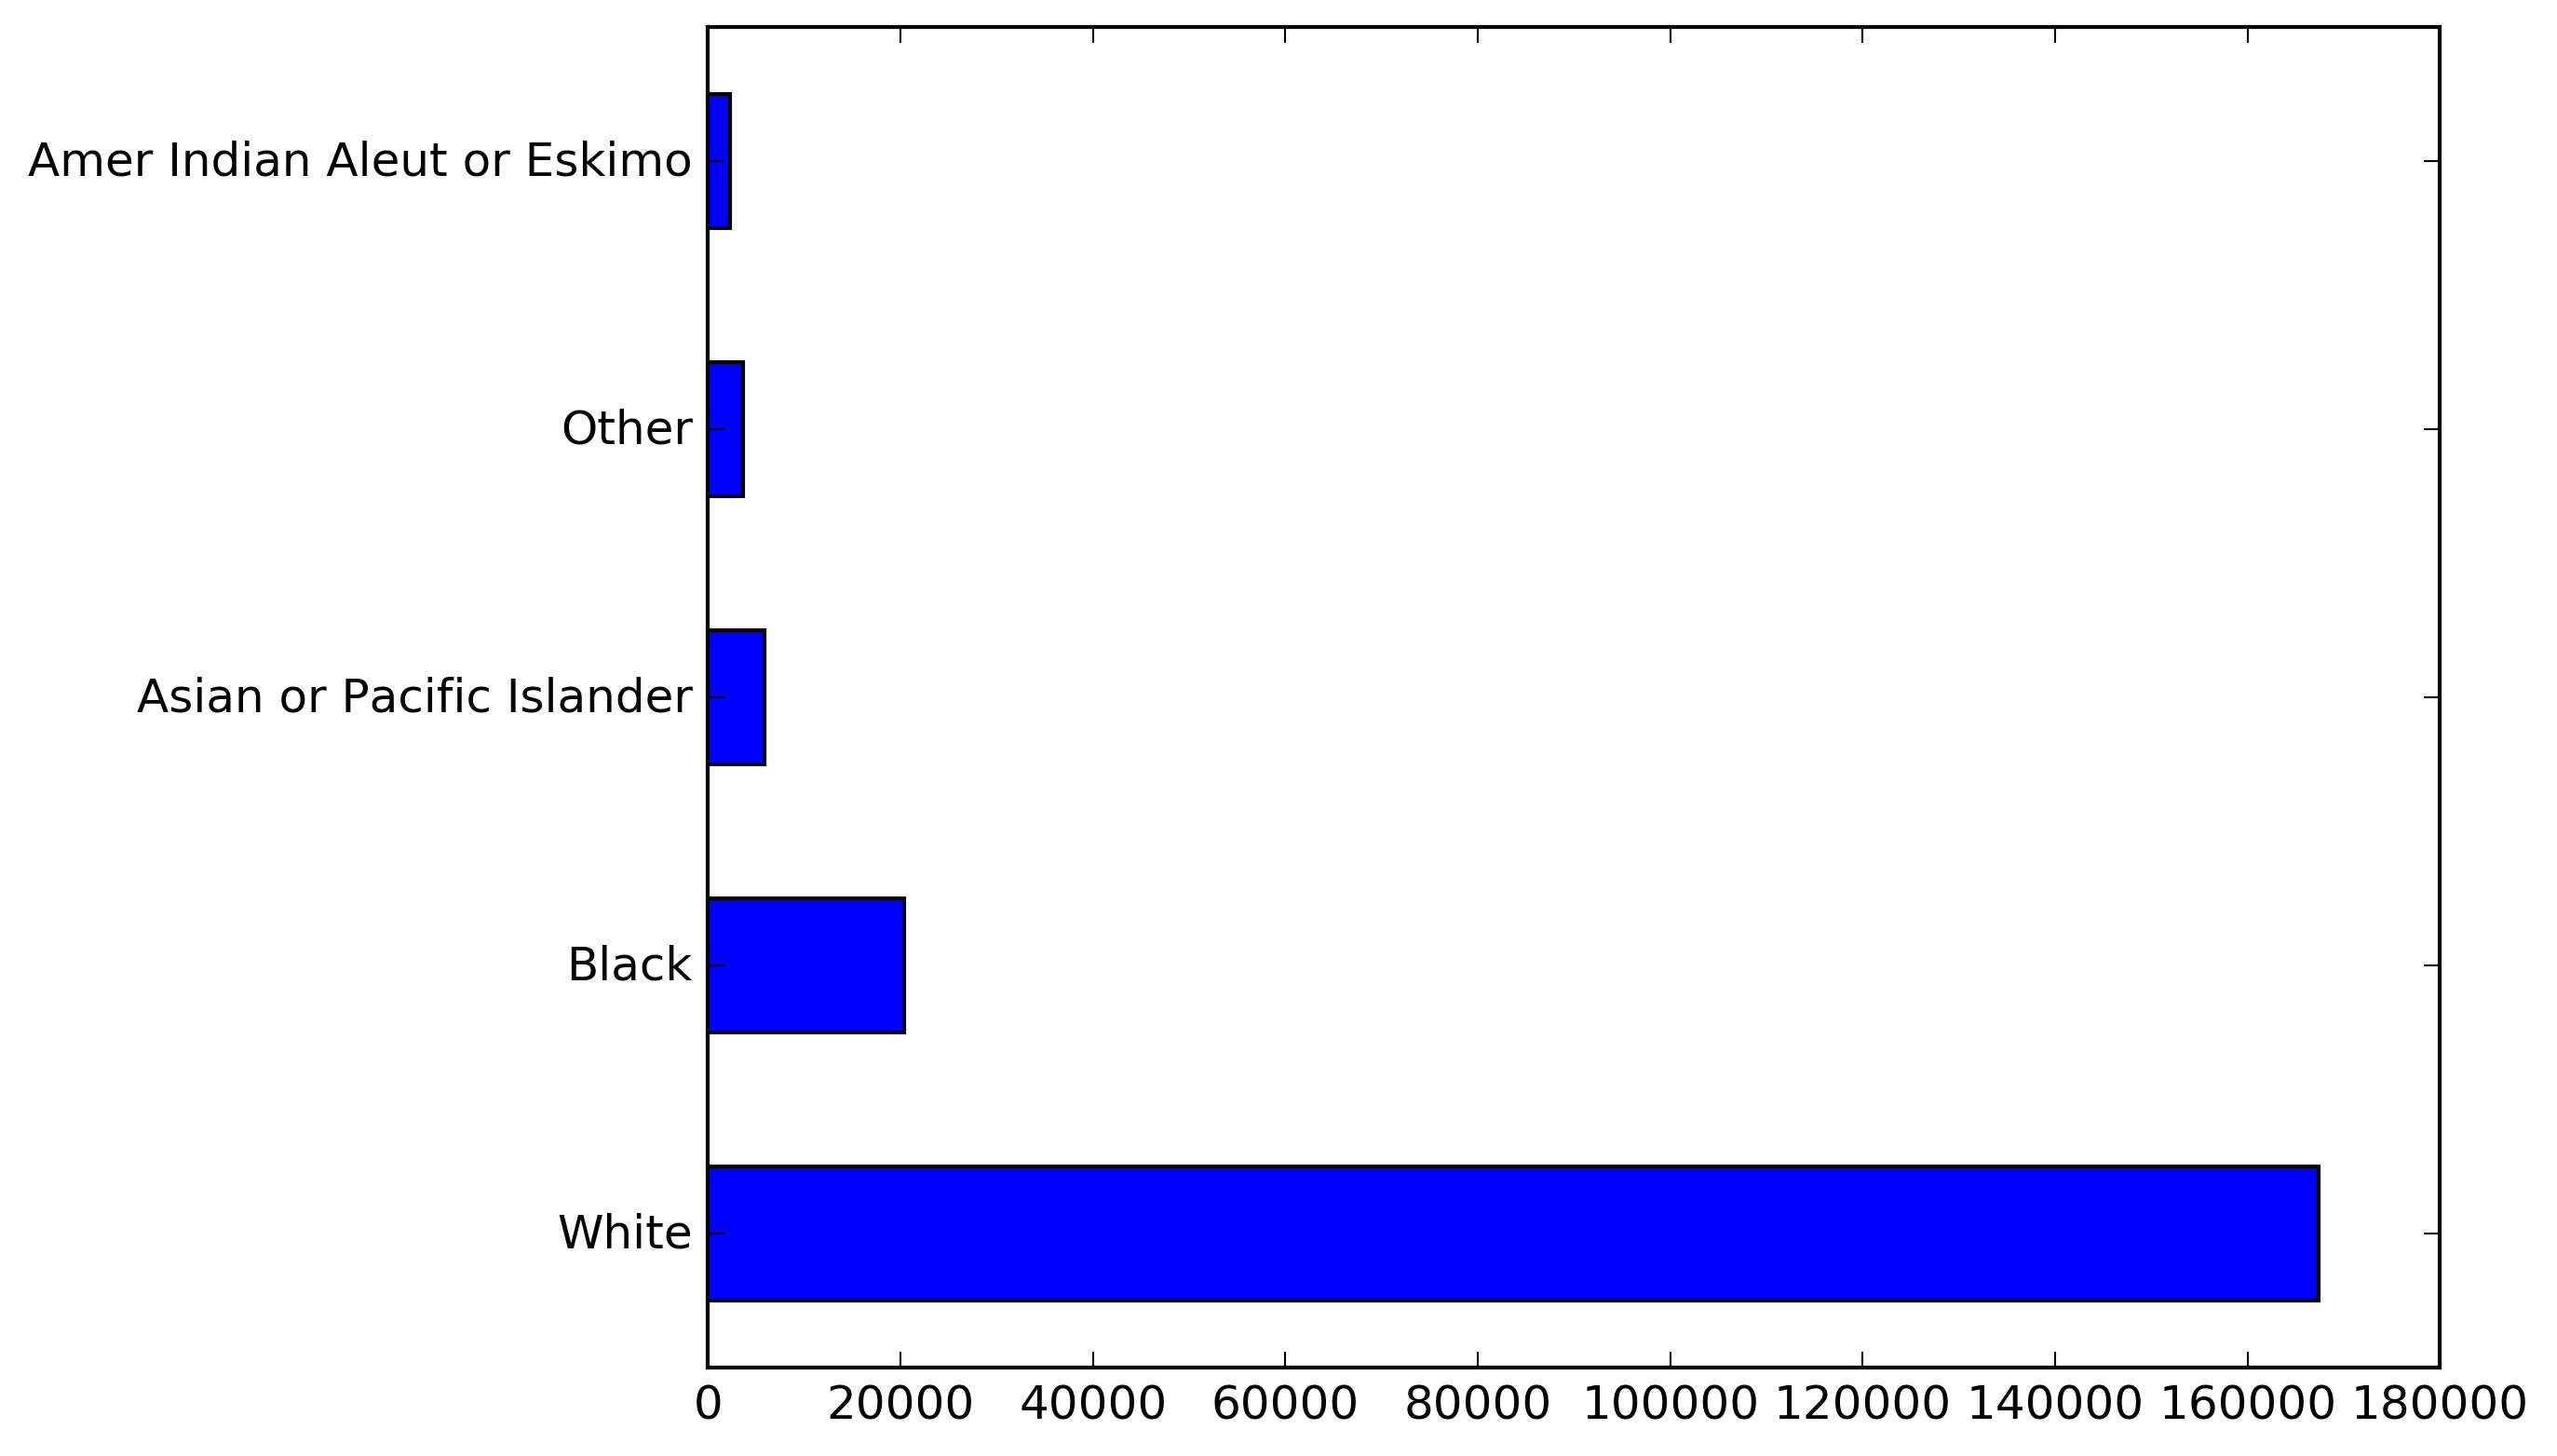 Amer Indian Aleut or Eskimo
Other
Asian or Pacific Islander
Black
White
0 20000 40000 60000 80000 100000 120000 140000 160000 180000